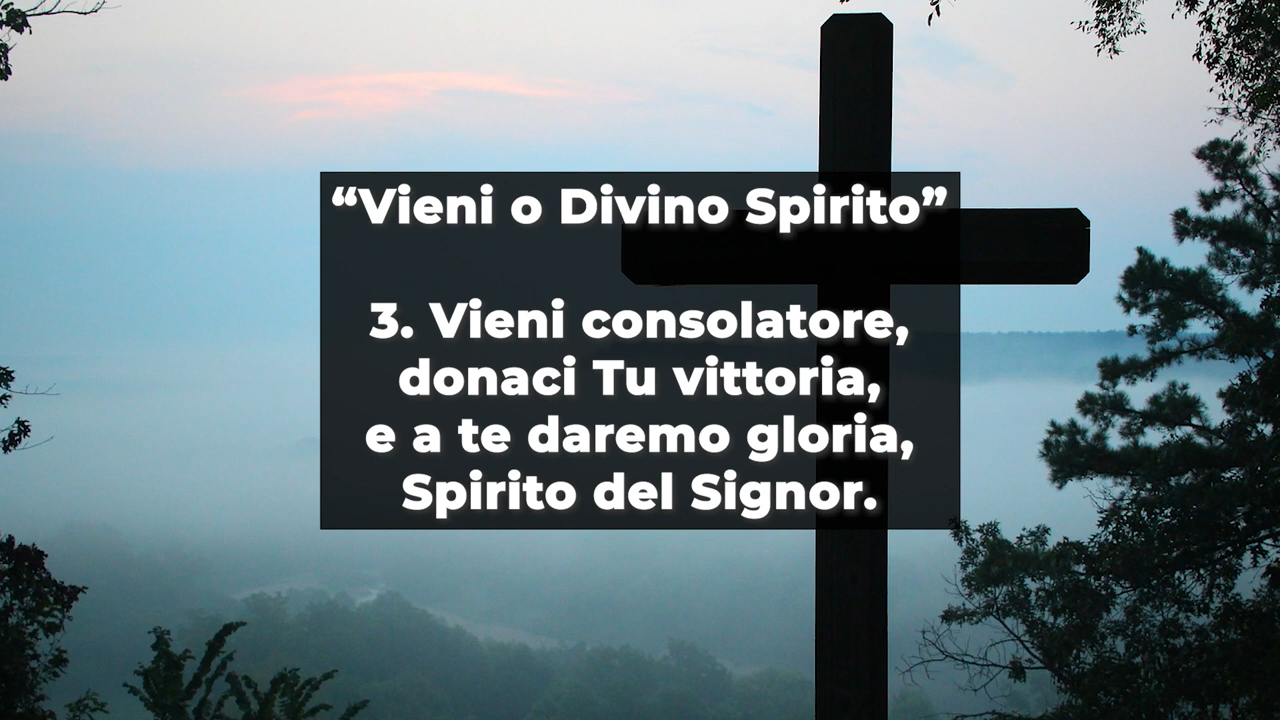 “Vieni o Divino Spirito”
3. Vieni consolatore,
donaci Tu vittoria,
e a te daremo gloria,
Spirito del Signor.